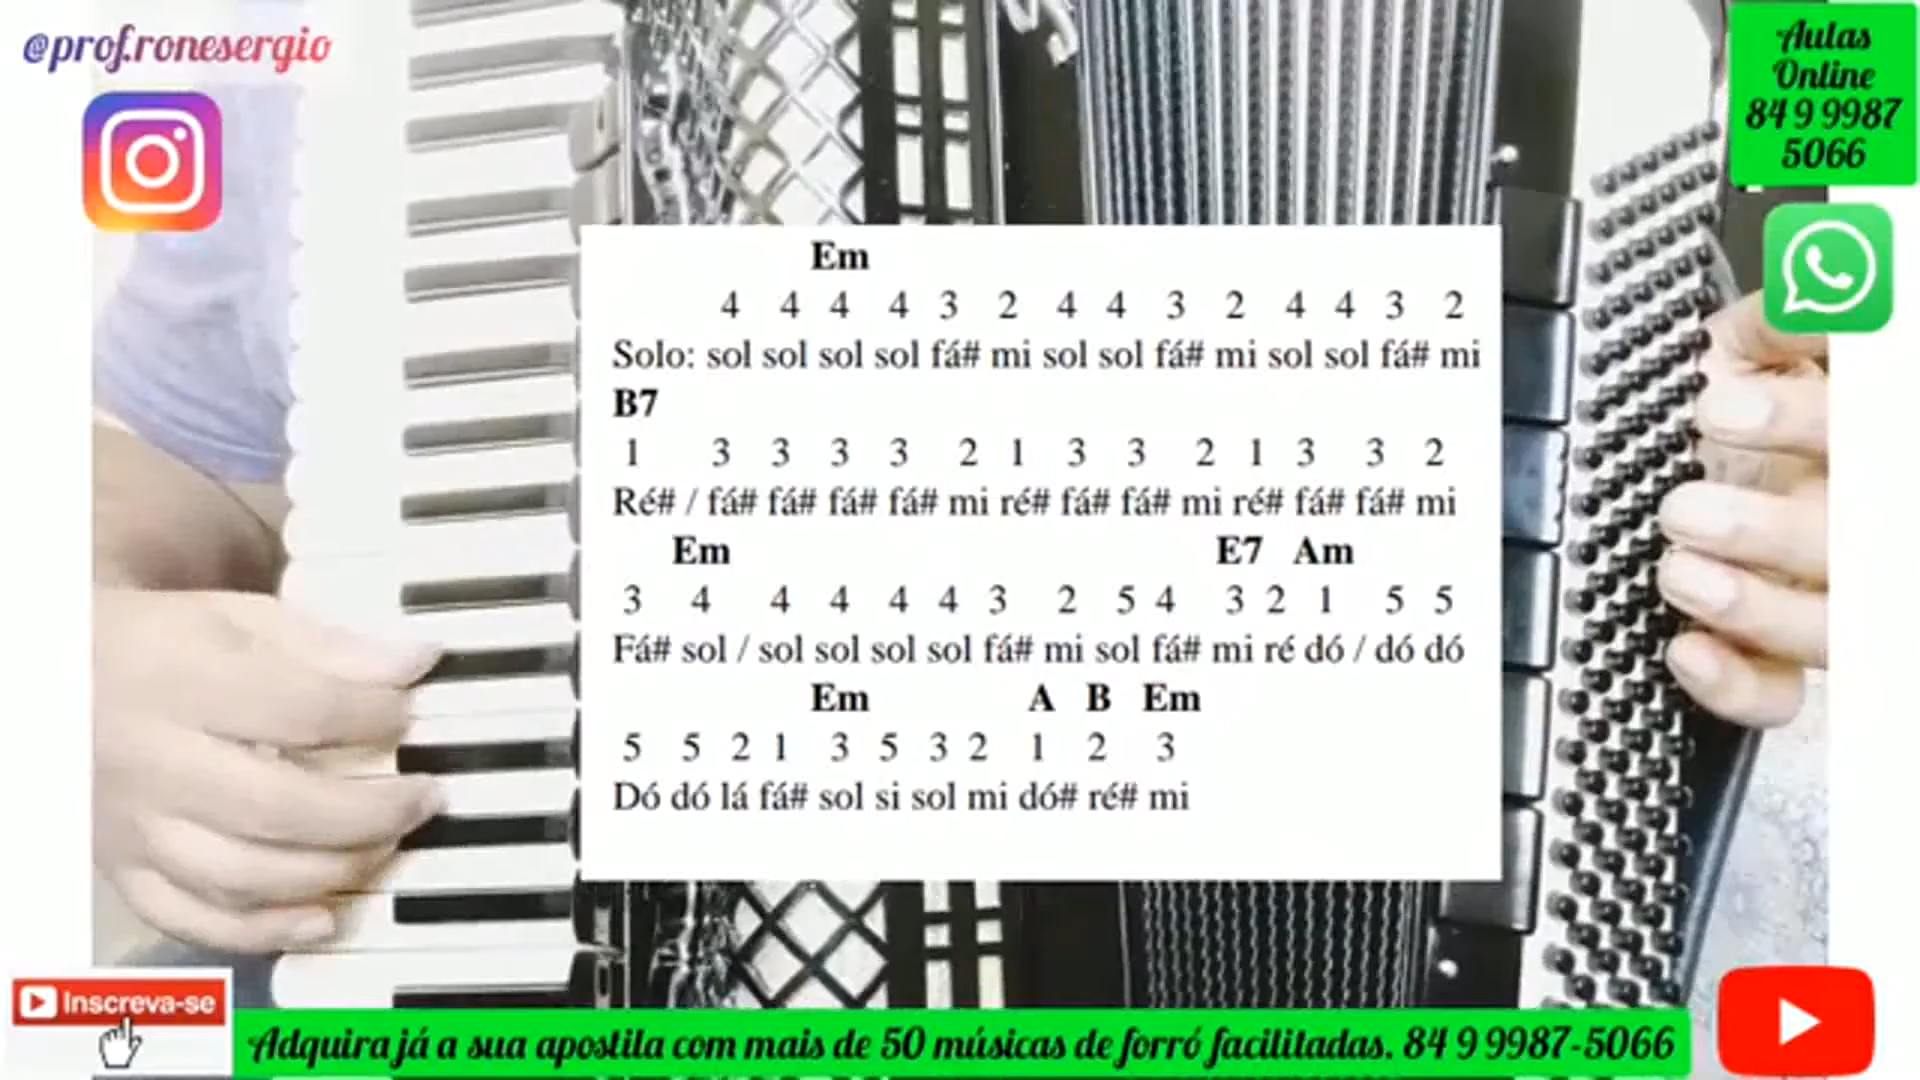 @prof.ronesergio
Aulas
Online
84 9 9987
5066
Em
4 4 4 4 3 2 4 4 3 2 4 4 3 2
Solo: sol sol sol sol fá# mi sol sol fá# mi sol sol fá# mi
B7
1 3 3 3 3 2 1 3 3 2 1 3 3 2
Ré# / fá# fá# fá# fá# mi ré# fá# fá# mi ré# fá# fá# mi
Em E7 Am
3 4 4 4 4 4 3 2 5 4 3 2 1 5 5
Fá# sol / sol sol sol sol fá# mi sol fá# mi ré dó / dó dó
Em A B Em
5 5 2 1 3 5 3 2 1 2 3
Dó dó lá fá# sol si sol mi dó# ré# mi
Inscreva-se
Adquira já a sua apostila com mais de 50 músicas de forró facilitadas. 84 9 9987-5066